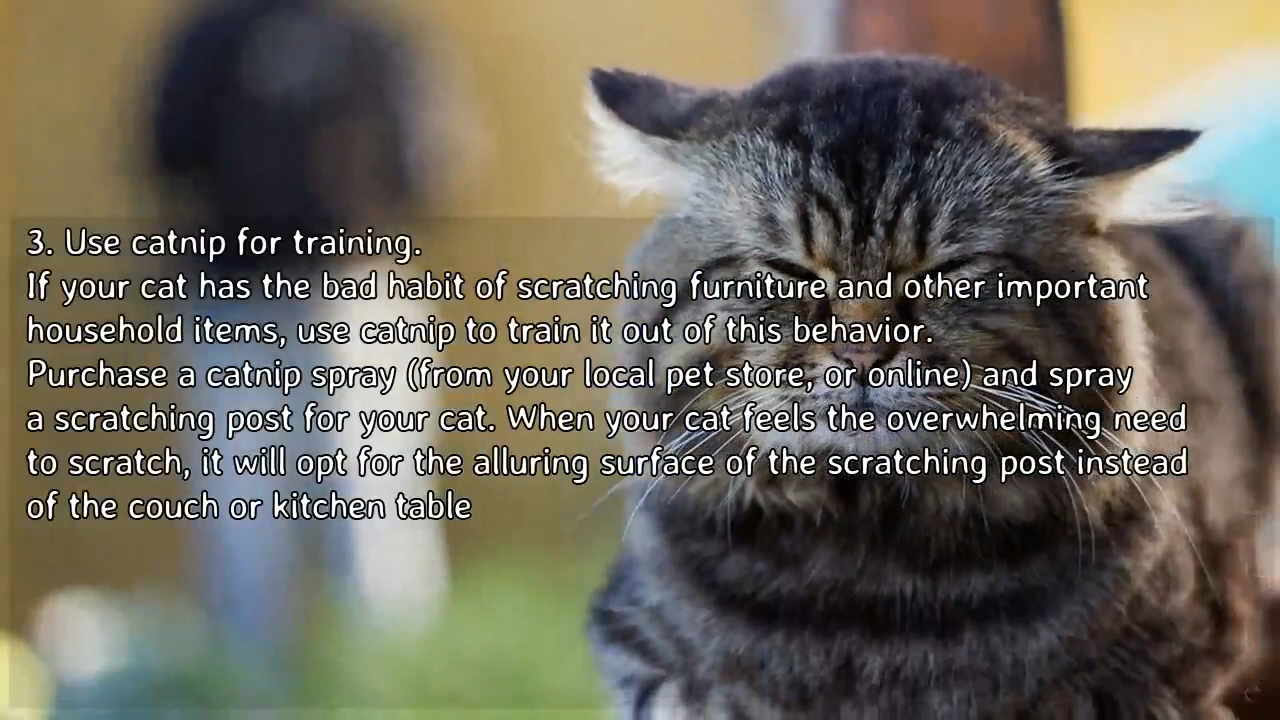 3. Use catnip for training.
If your cat has the bad habit of scratching furniture and other important
household items, use catnip to train it out of this behavior.
Purchase a catnip spray (from your local pet store, or online) and spray
a scratching post for your cat. When your cat feels the overwhelming need
to scratch, it will opt for the alluring surface of the scratching post instead
of the couch or kitchen table